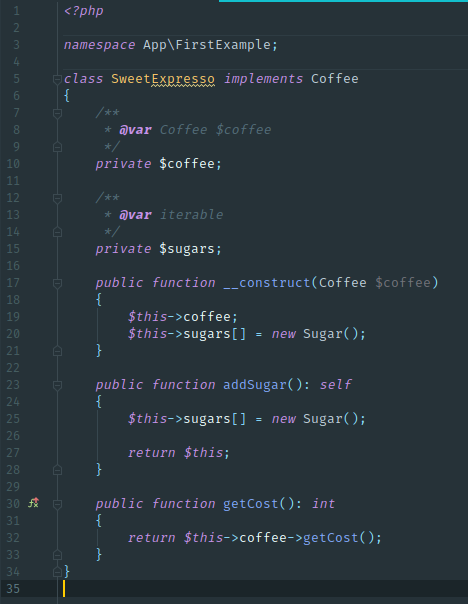 1 <?php
2
3 namespace App\FirstExample;
4
5 class SweetExpresso implements Coffee
6 {
7     /**
8      * @var Coffee $coffee
9      */
10     private $coffee;
11
12     /**
13      * @var iterable
14      */
15     private $sugars;
16
17     public function __construct(Coffee $coffee)
18     {
19         $this->coffee;
20         $this->sugars[] = new Sugar();
21     }
22
23     public function addSugar(): self
24     {
25         $this->sugars[] = new Sugar();
26
27         return $this;
28     }
29
30     public function getCost(): int
31     {
32         return $this->coffee->getCost();
33     }
34 }
35